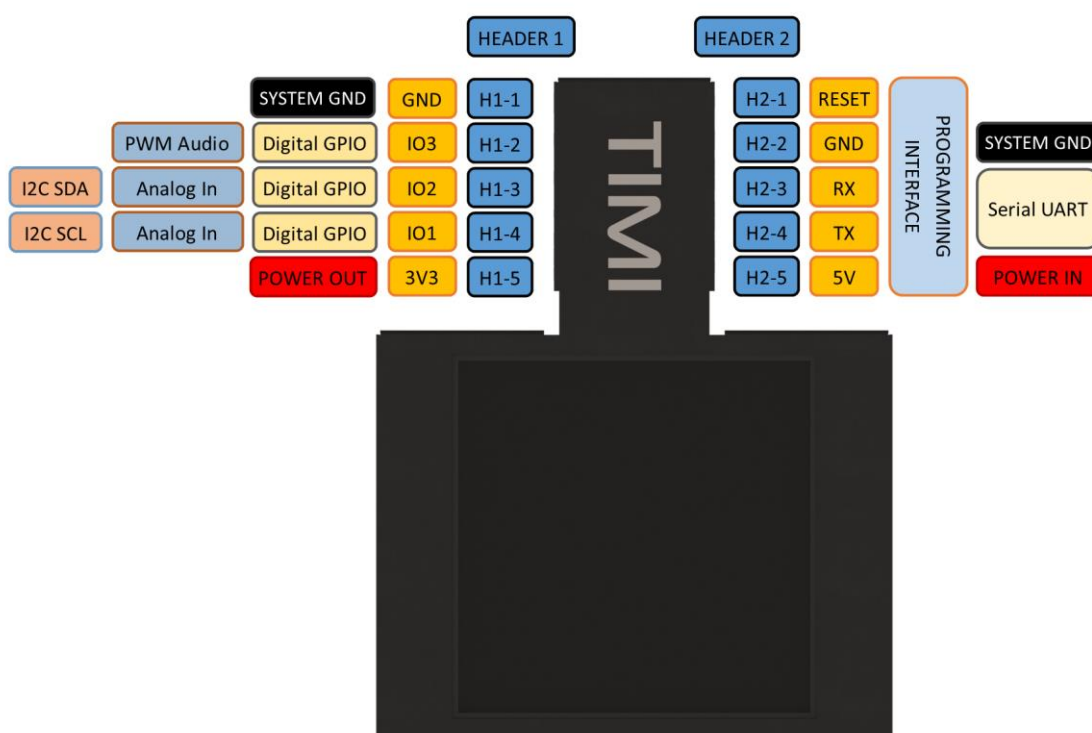 HEADER 1 HEADER 2
SYSTEM GND GND H1-1 H2-1 RESET
PWM Audio Digital GPIO IO3 H1-2 H2-2 GND SYSTEM GND
I2C SDA Analog In Digital GPIO IO2 H1-3 H2-3 RX
Serial UART
I2C SCL Analog In Digital GPIO IO1 H1-4 H2-4 TX
POWER OUT 3V3 H1-5 H2-5 5V POWER IN
PROGRAMMING
INTERFACE
TIMI